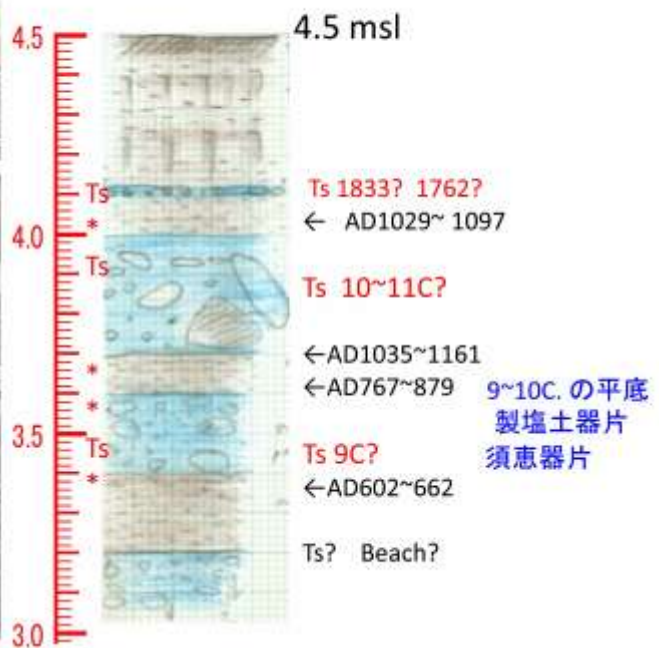 4.5
4.5 msl
Ts
Ts 1833? 1762?
*
← AD1029~ 1097
4.0
Ts
Ts 10~11C?
←AD1035~1161
*
←AD767~879
9~10C. の平底
製塩土器片
須恵器片
*
3.5
Ts
Ts 9C?
*
←AD602~662
Ts? Beach?
3.0